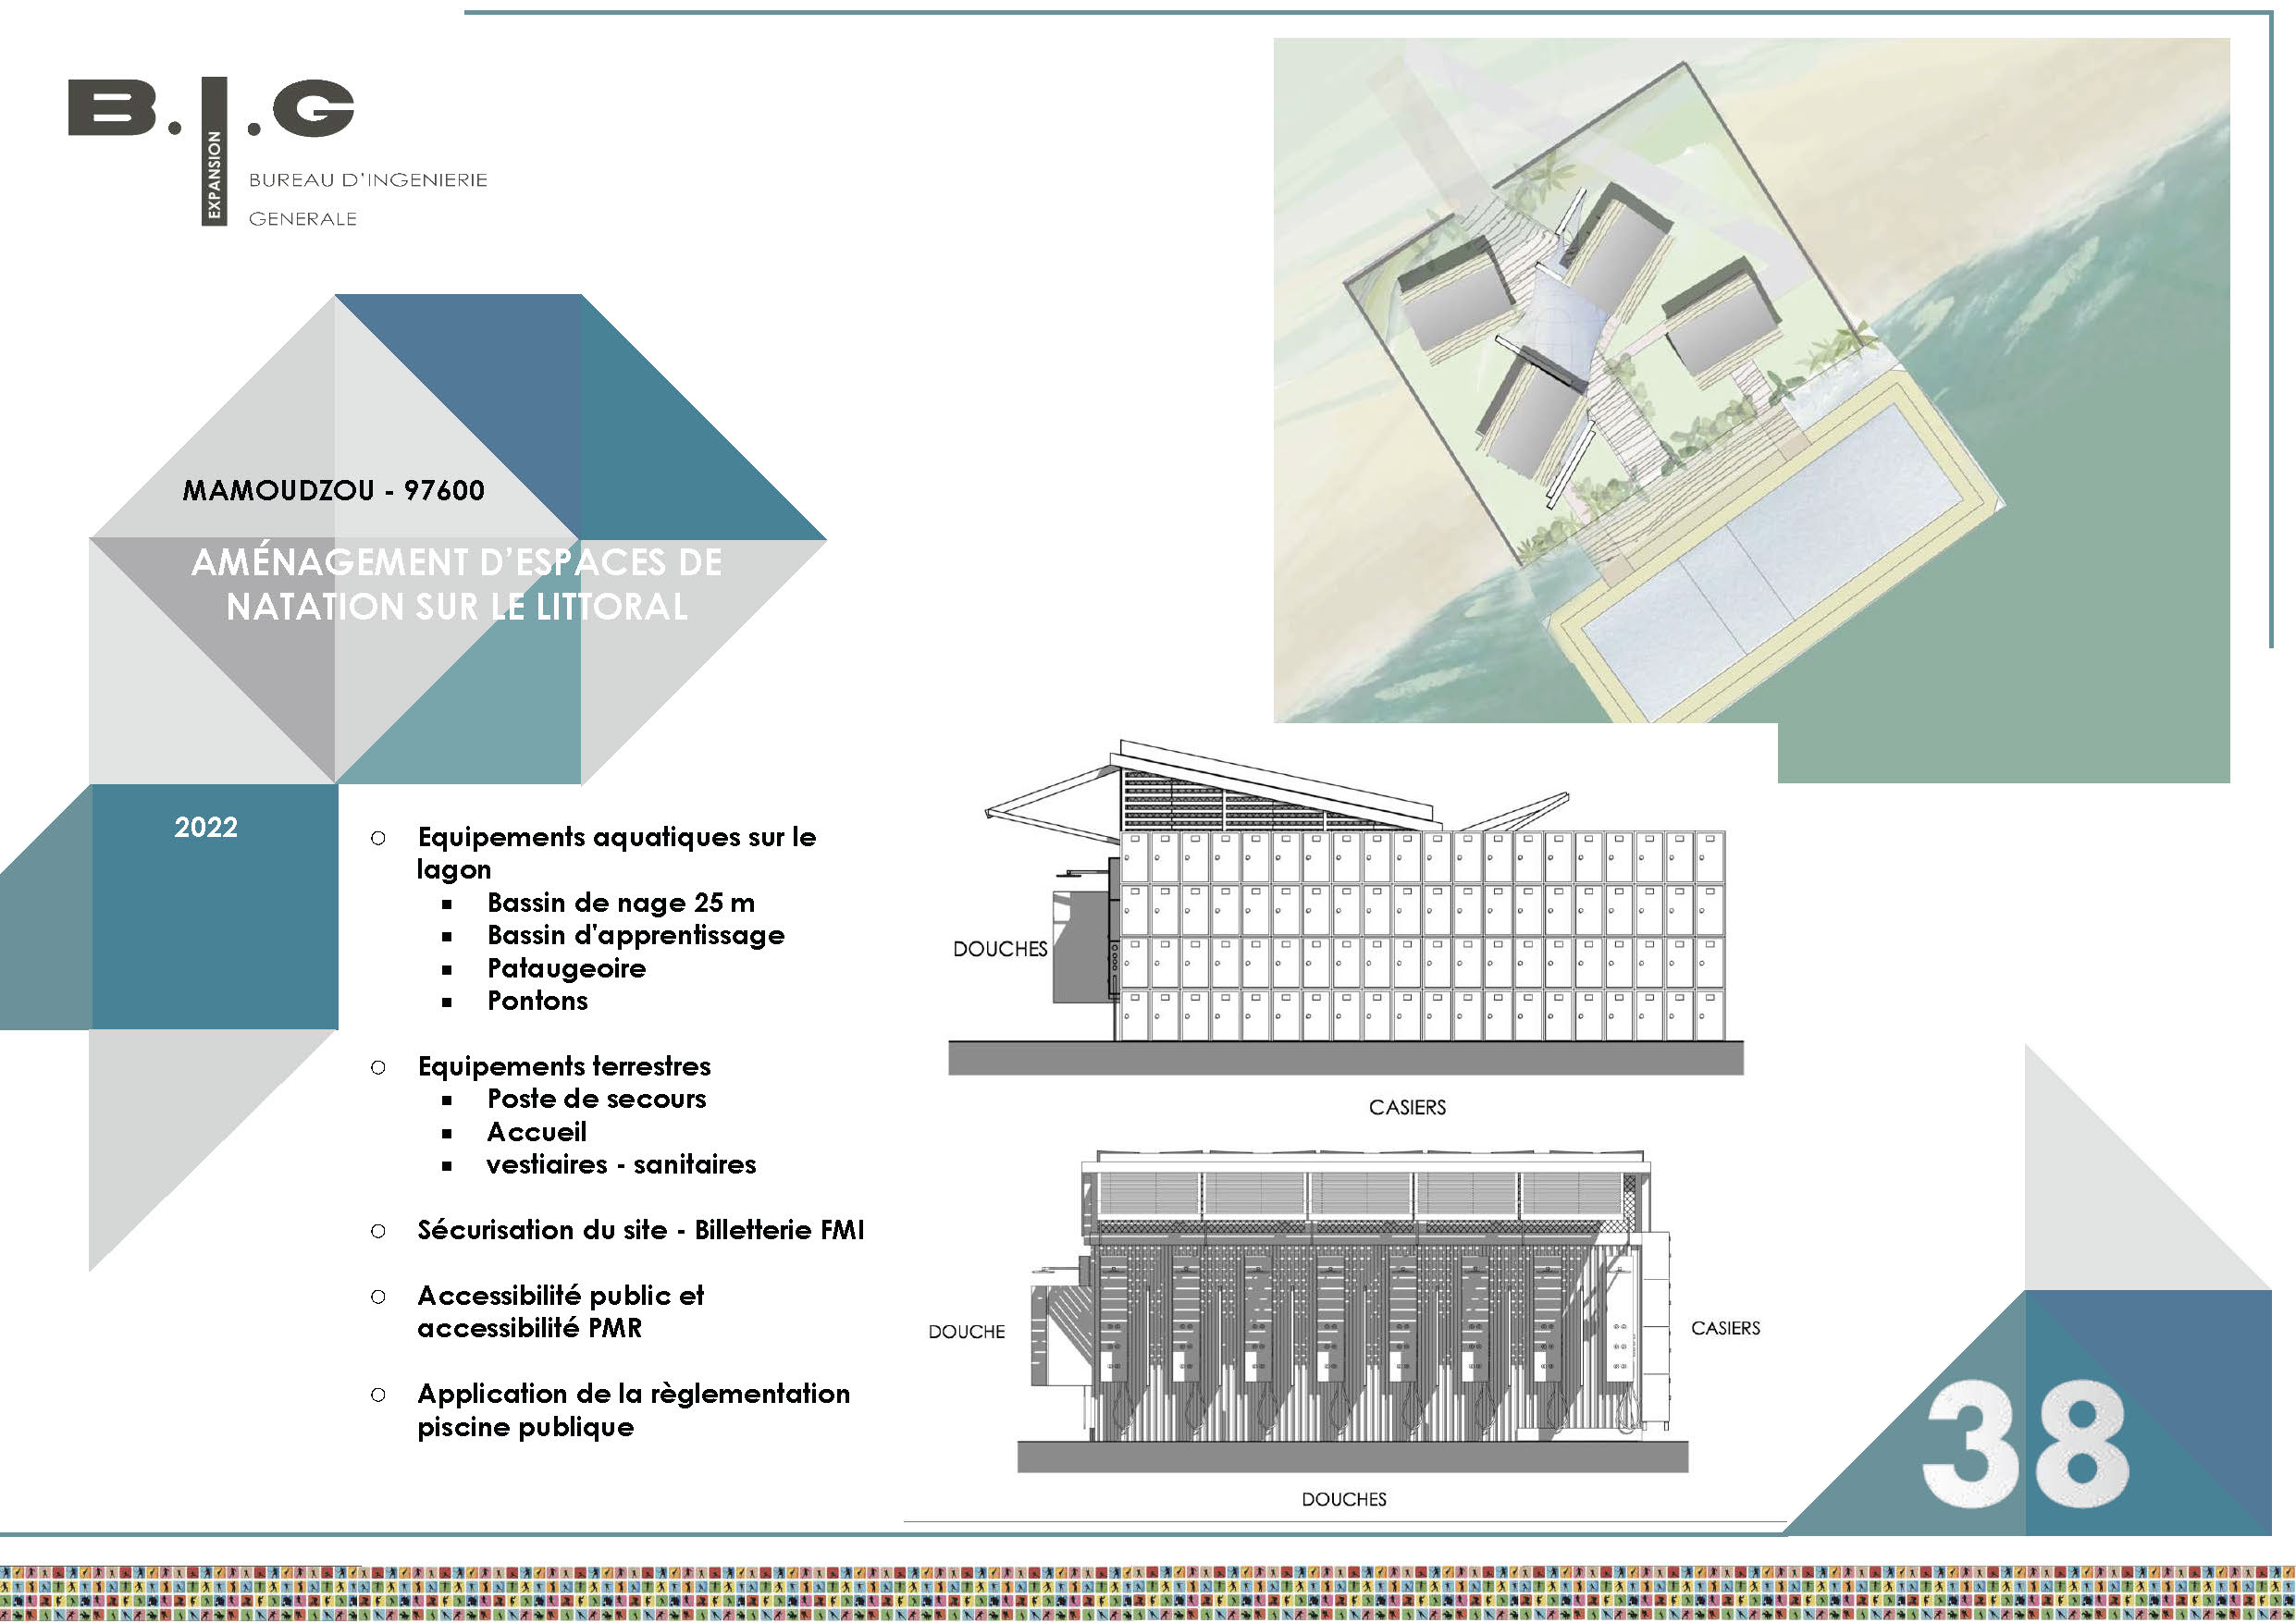 B.I.G
EXPANSION
BUREAU D'INGENIERIE
GENERALE
MAMOUDZOU - 97600
AMÉNAGEMENT D'ESPACES DE
NATATION SUR LE LITTORAL
2022
○ Equipements aquatiques sur le
lagon
▪ Bassin de nage 25 m
▪ Bassin d'apprentissage
▪ Pataugeoire
▪ Pontons
○ Equipements terrestres
▪ Poste de secours
▪ Accueil
▪ vestiaires - sanitaires
○ Sécurisation du site - Billetterie FMI
○ Accessibilité public et
accessibilité PMR
○ Application de la règlementation
piscine publique
DOUCHES
CASIERS
DOUCHE
CASIERS
DOUCHES
38